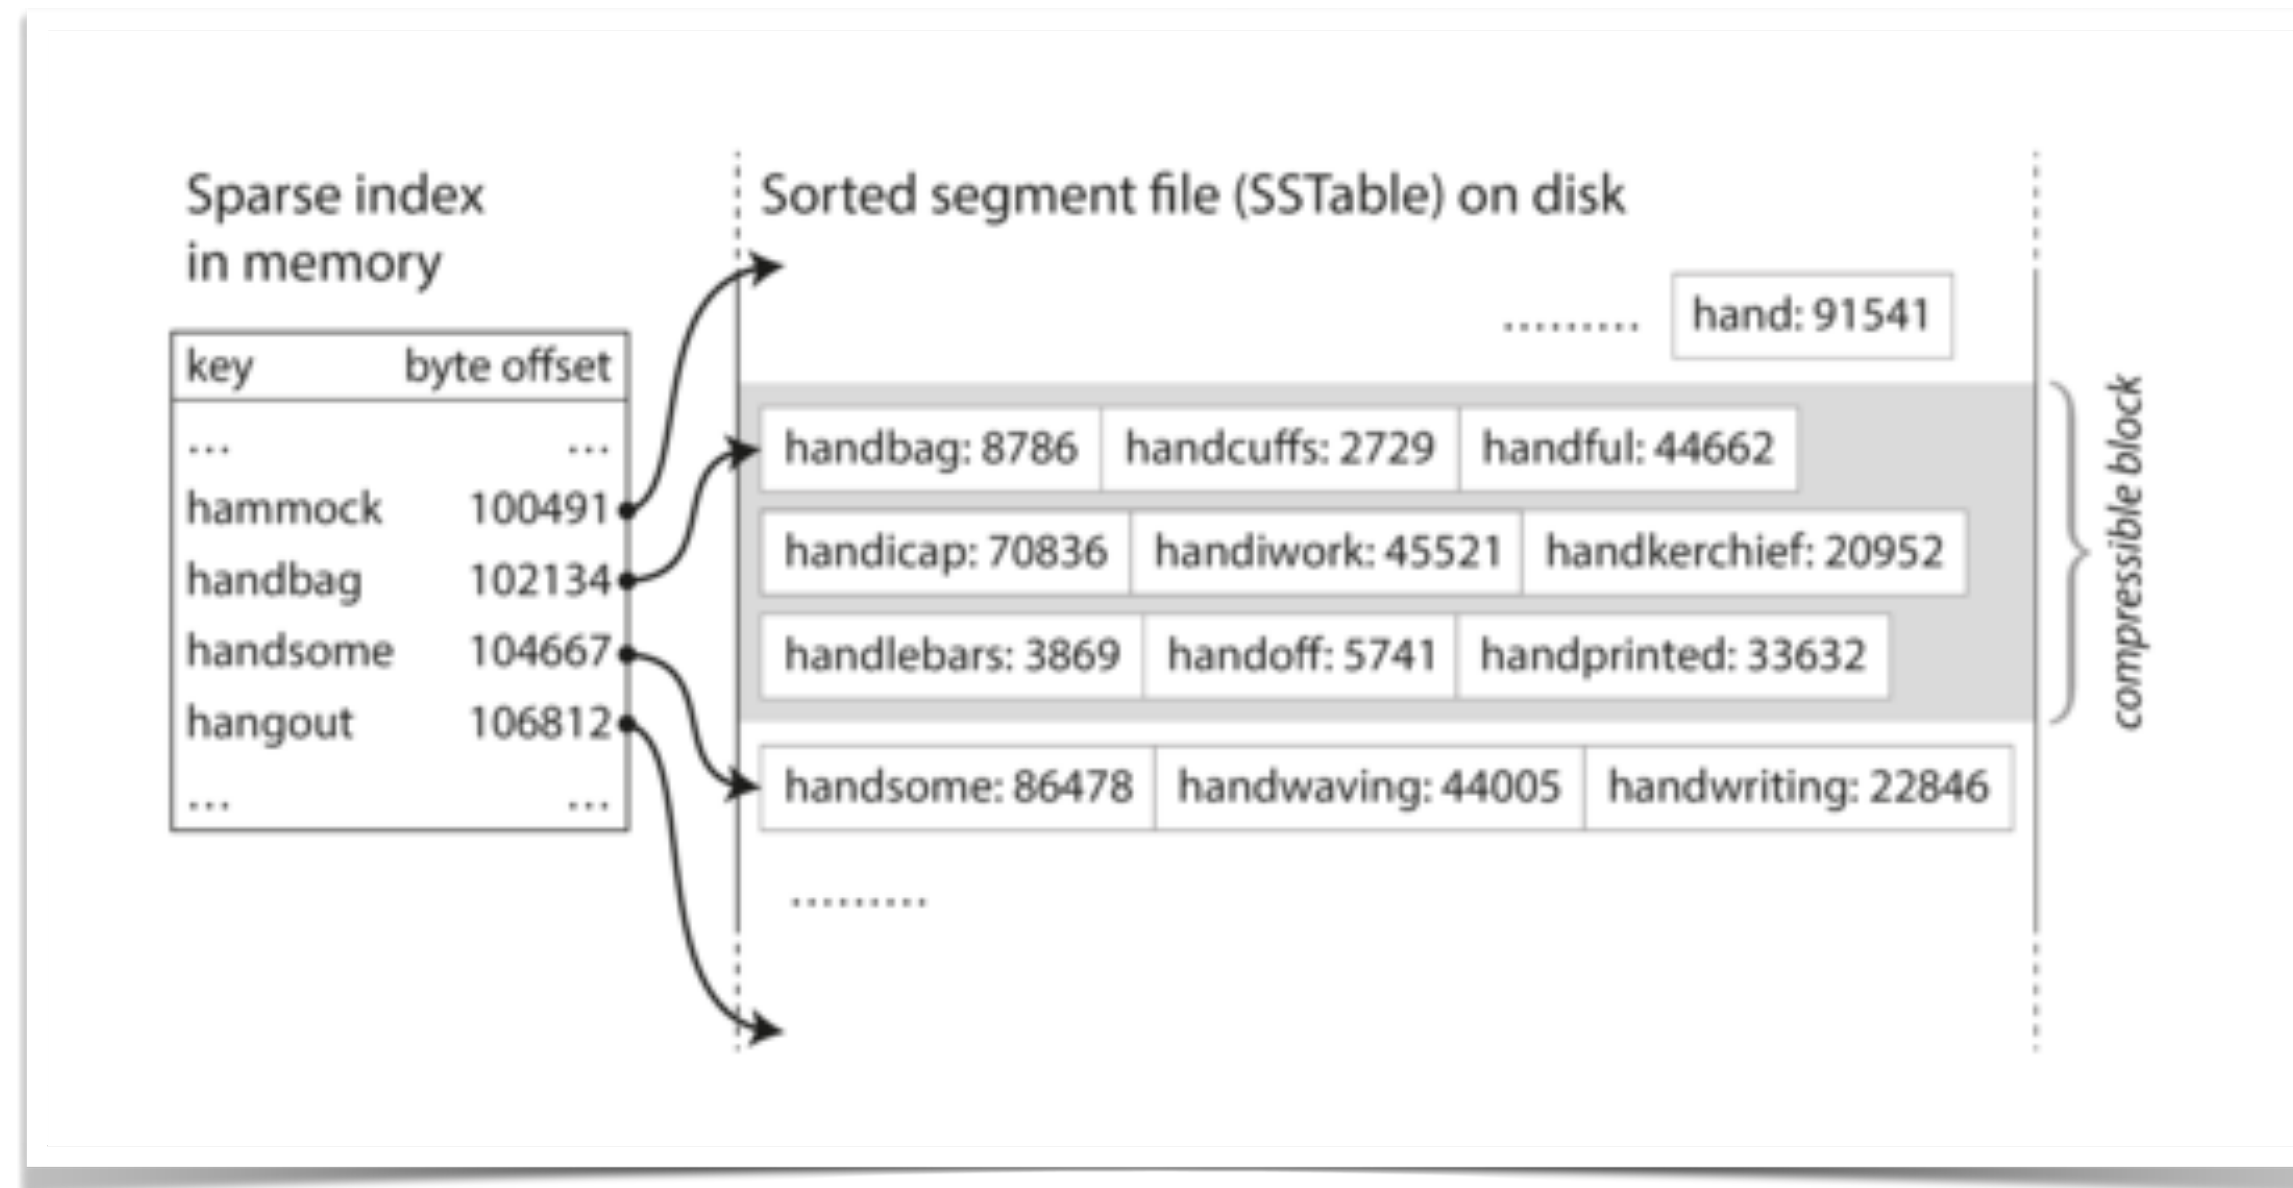 Sparse index
in memory
key byte offset
... ...
hammock 100491
handbag 102134
handsome 104667
hangout 106812
... ...
Sorted segment file (SSTable) on disk
......... hand: 91541
handbag: 8786 handcuffs: 2729 handful: 44662
handicap: 70836 handiwork: 45521 handkerchief: 20952
handlebars: 3869 handoff: 5741 handprinted: 33632
handsome: 86478 handwaving: 44005 handwriting: 22846
.........
compressible block